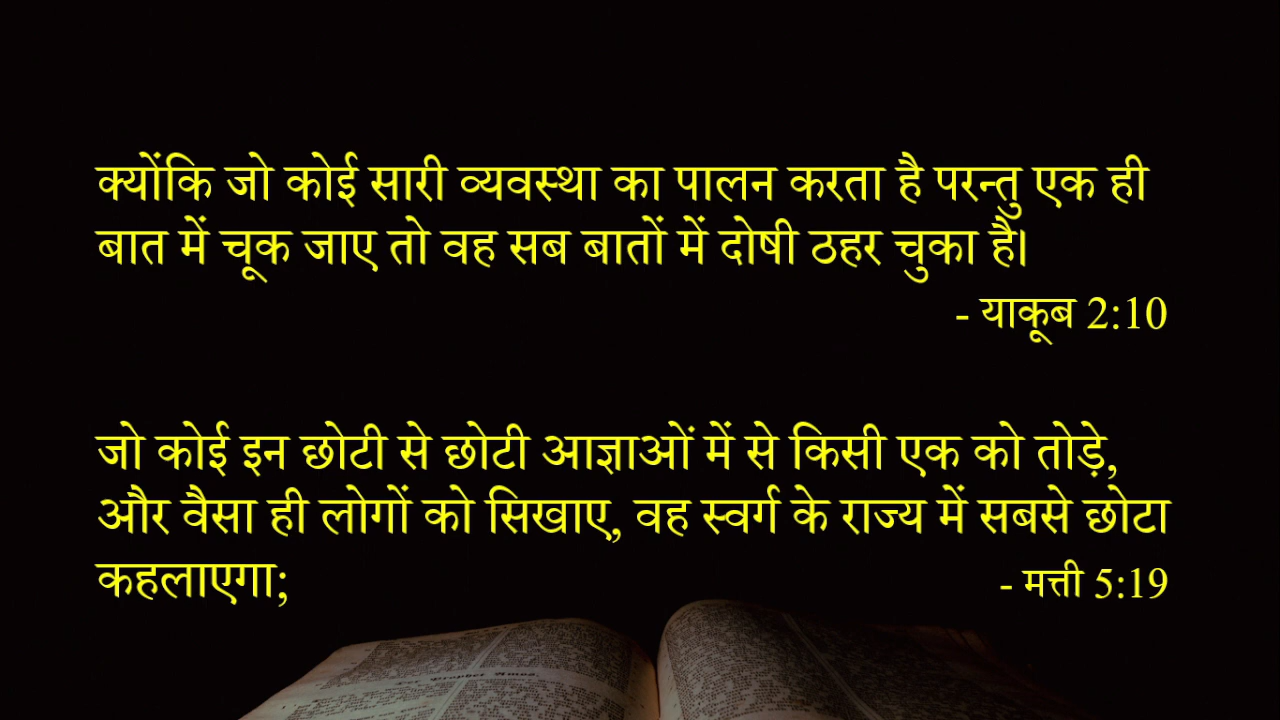 क्योंकि जो कोई सारी व्यवस्था का पालन करता है परन्तु एक ही
बात में चूक जाए तो वह सब बातों में दोषी ठहर चुका है।
- याकूब 2:10
जो कोई इन छोटी से छोटी आज्ञाओं में से किसी एक को तोड़े,
और वैसा ही लोगों को सिखाए, वह स्वर्ग के राज्य में सबसे छोटा
कहलाएगा; - मत्ती 5:19